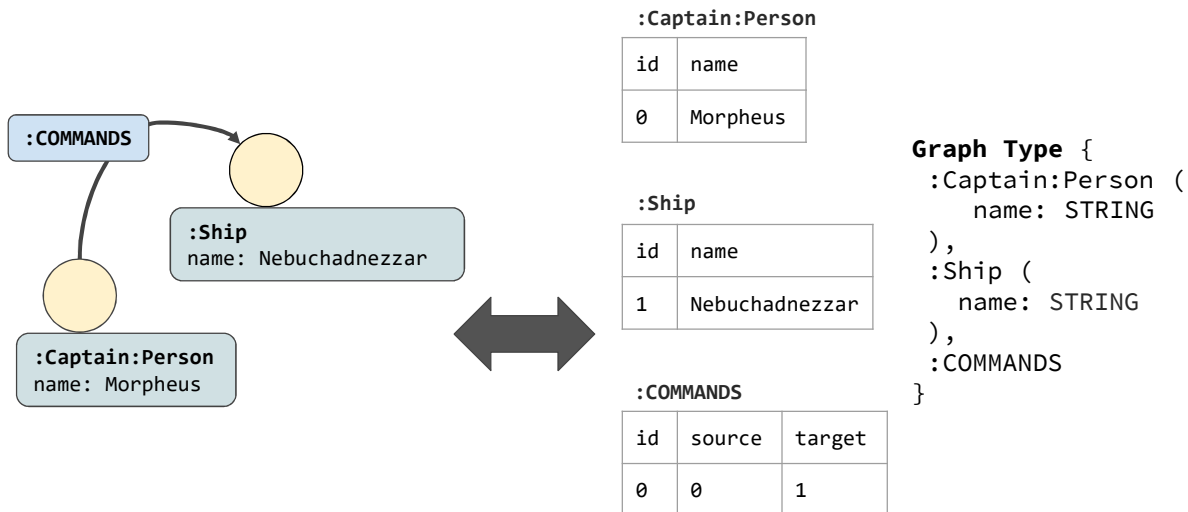 :COMMANDS
:Ship
name: Nebuchadnezzar
:Captain:Person
name: Morpheus
:Captain:Person
id name
0 Morpheus
:Ship
id name
1 Nebuchadnezzar
:COMMANDS
id source target
0 0 1
Graph Type {
:Captain:Person (
name: STRING
),
:Ship (
name: STRING
),
:COMMANDS
}